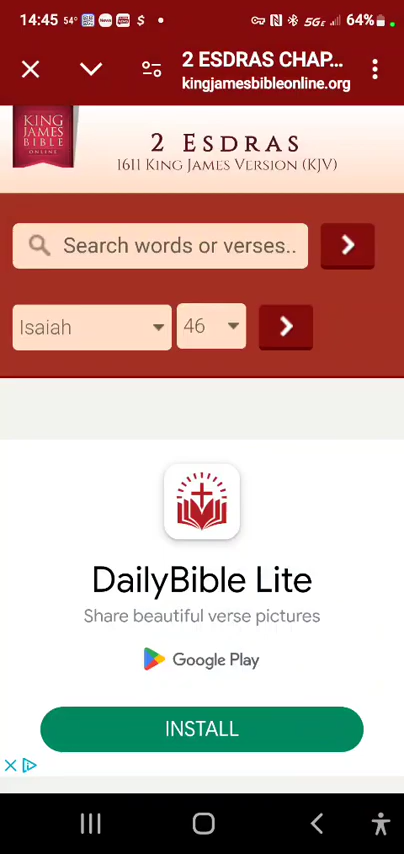 14:45 54° $ • 5GE 64%
2 ESDRAS CHAP...
kingjamesbibleonline.org
KING
JAMES
BIBLE
ONLINE
2 ESDRAS
1611 KING JAMES VERSION (KJV)
Search words or verses..
Isaiah 46
DailyBible Lite
Share beautiful verse pictures
Google Play
INSTALL